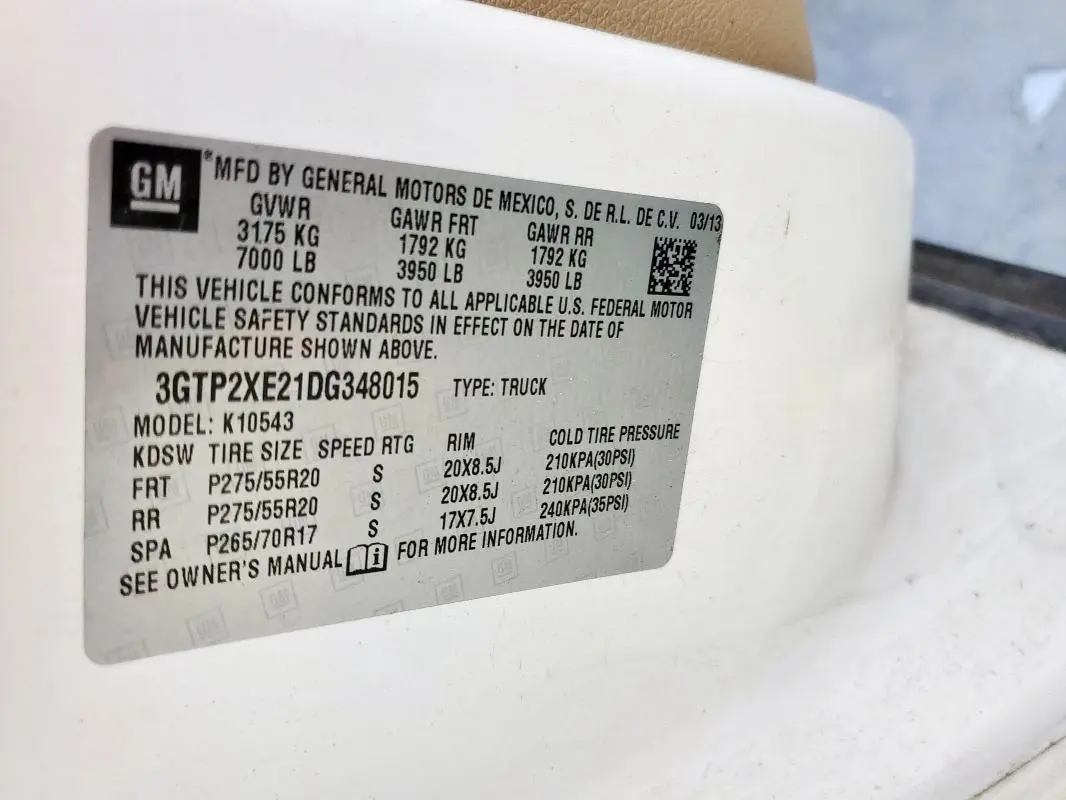 GM ®MFD BY GENERAL MOTORS DE MEXICO, S. DE R.L. DE C.V. 03/13
GVWR GAWR FRT GAWR RR
3175 KG 1792 KG 1792 KG
7000 LB 3950 LB 3950 LB
THIS VEHICLE CONFORMS TO ALL APPLICABLE U.S. FEDERAL MOTOR
VEHICLE SAFETY STANDARDS IN EFFECT ON THE DATE OF
MANUFACTURE SHOWN ABOVE.
3GTP2XE21DG348015 TYPE: TRUCK
MODEL: K10543
KDSW TIRE SIZE SPEED RTG RIM COLD TIRE PRESSURE
FRT P275/55R20 S 20X8.5J 210KPA(30PSI)
RR P275/55R20 S 20X8.5J 210KPA(30PSI)
SPA P265/70R17 S 17X7.5J 240KPA(35PSI)
SEE OWNER'S MANUAL FOR MORE INFORMATION.